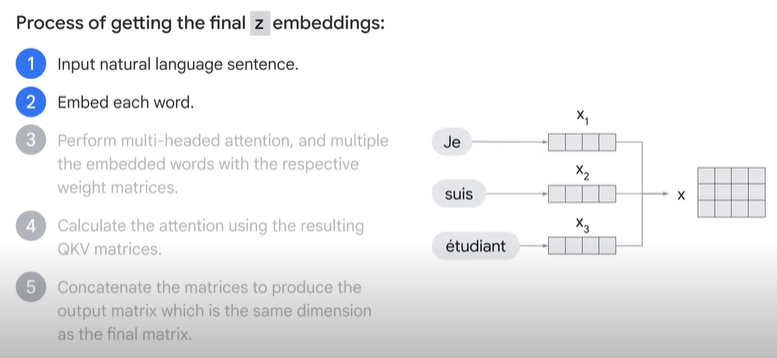 Process of getting the final z embeddings:
1 Input natural language sentence.
2 Embed each word.
3 Perform multi-headed attention, and multiple
the embedded words with the respective
weight matrices.
4 Calculate the attention using the resulting
QKV matrices.
5 Concatenate the matrices to produce the
output matrix which is the same dimension
as the final matrix.
X₁
Je
X₂
suis
X
X₃
étudiant